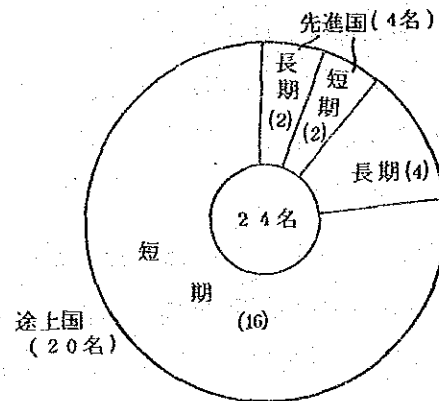 先進国(4名)
長期
(2)
短期
(2)
長期(4)
24名
短期
(16)
途上国
(20名)